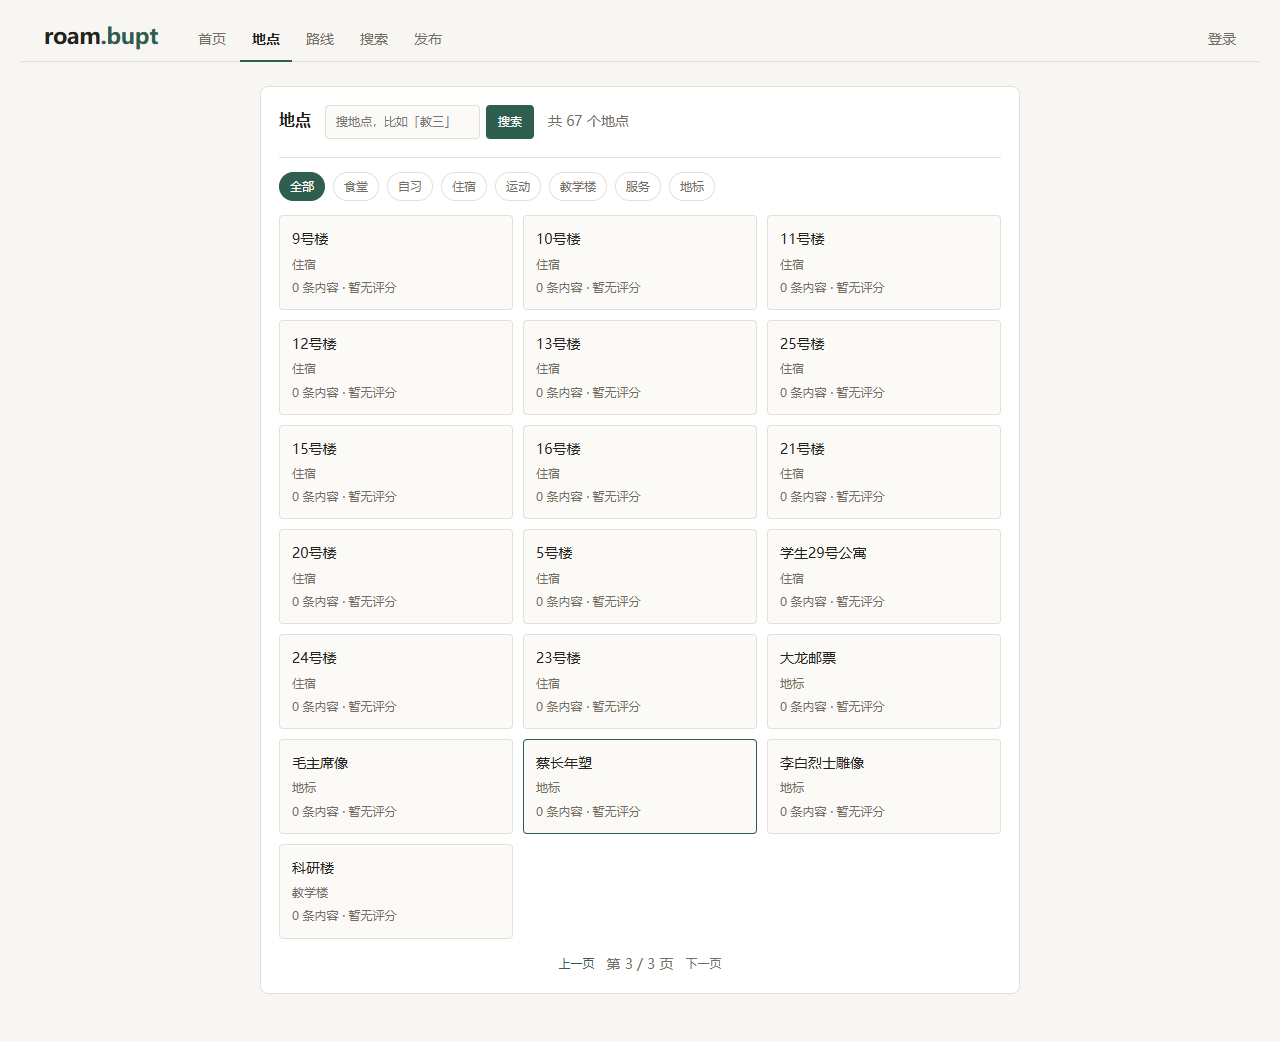 roam.bupt 首页 地点 路线 搜索 发布 登录
地点 搜地点，比如「教三」 搜索 共 67 个地点
全部 食堂 自习 住宿 运动 教学楼 服务 地标
9号楼
住宿
0 条内容 · 暂无评分
10号楼
住宿
0 条内容 · 暂无评分
11号楼
住宿
0 条内容 · 暂无评分
12号楼
住宿
0 条内容 · 暂无评分
13号楼
住宿
0 条内容 · 暂无评分
25号楼
住宿
0 条内容 · 暂无评分
15号楼
住宿
0 条内容 · 暂无评分
16号楼
住宿
0 条内容 · 暂无评分
21号楼
住宿
0 条内容 · 暂无评分
20号楼
住宿
0 条内容 · 暂无评分
5号楼
住宿
0 条内容 · 暂无评分
学生29号公寓
住宿
0 条内容 · 暂无评分
24号楼
住宿
0 条内容 · 暂无评分
23号楼
住宿
0 条内容 · 暂无评分
大龙邮票
地标
0 条内容 · 暂无评分
毛主席像
地标
0 条内容 · 暂无评分
蔡长年塑
地标
0 条内容 · 暂无评分
李白烈士雕像
地标
0 条内容 · 暂无评分
科研楼
教学楼
0 条内容 · 暂无评分
上一页 第 3 / 3 页 下一页